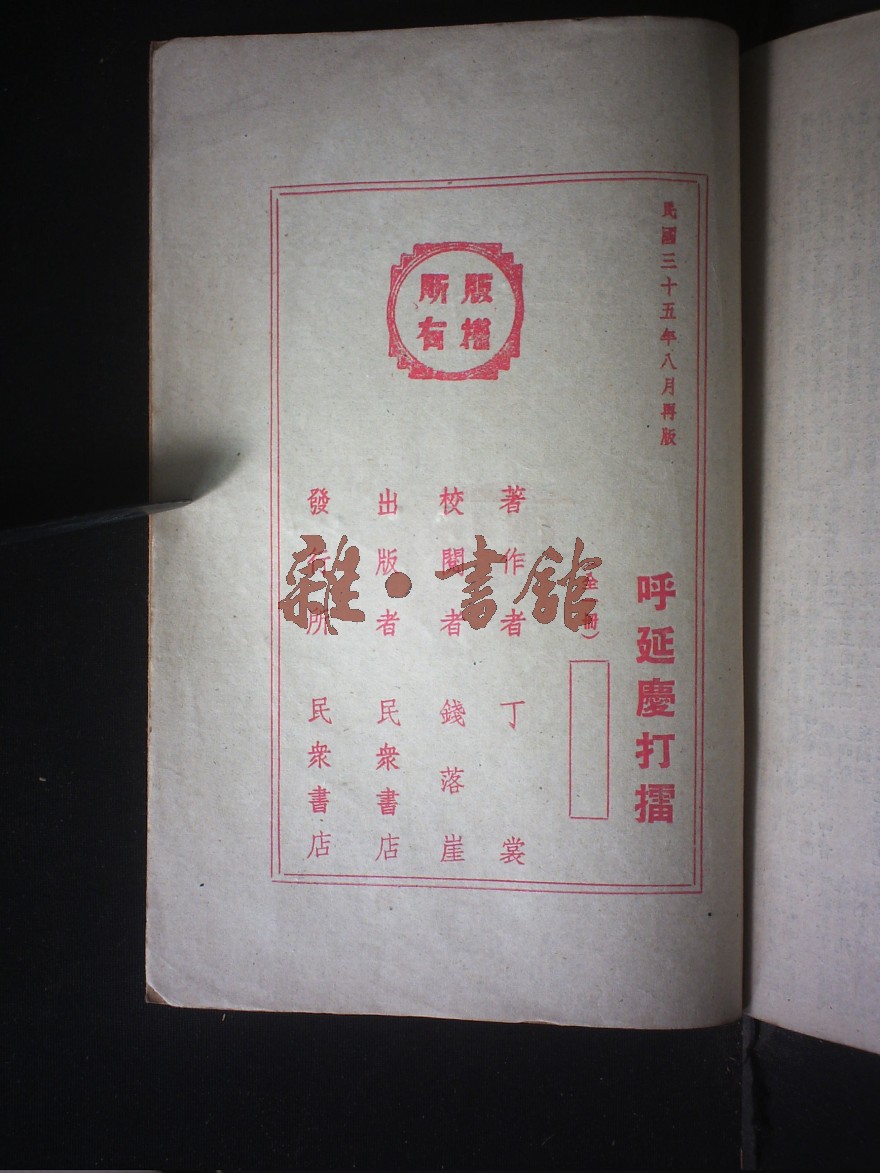 民國三十五年八月再版
呼延慶打擂
全 冊）
著作者 丁裳
校閱者 錢落崖
出版者 民衆書店
發行所 民衆書店
版權
所有
雜·書館